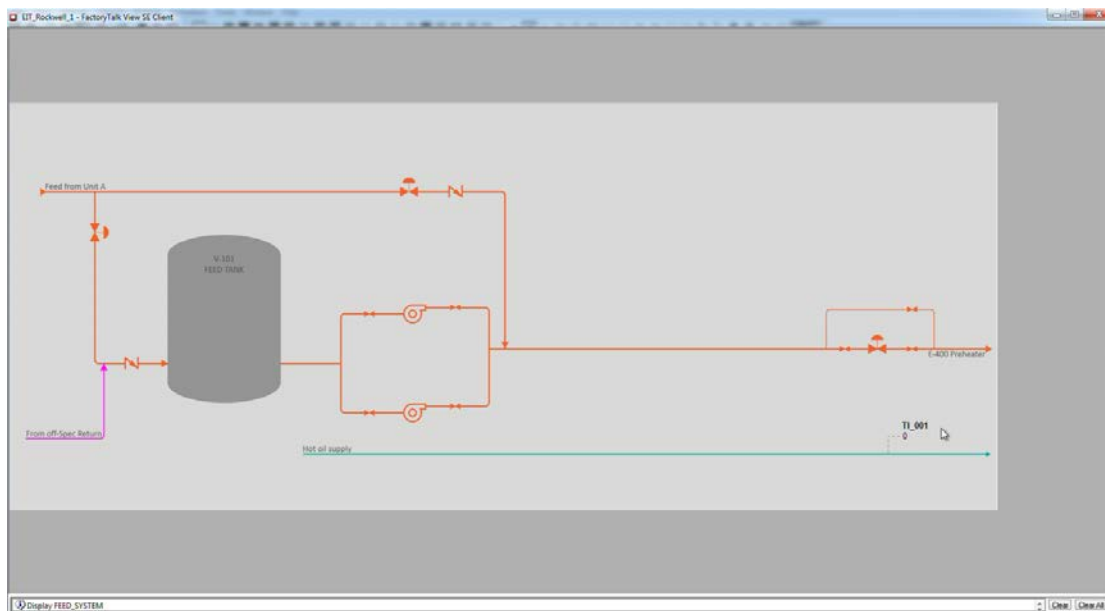 EIT_Rockwell_1 - FactoryTalk View SE Client
Feed from Unit A
V-101
FEED TANK
E-400 Preheater
From off-Spec Return
TI_001
0
Hot oil supply
Display FEED_SYSTEM
Clear
Clear All